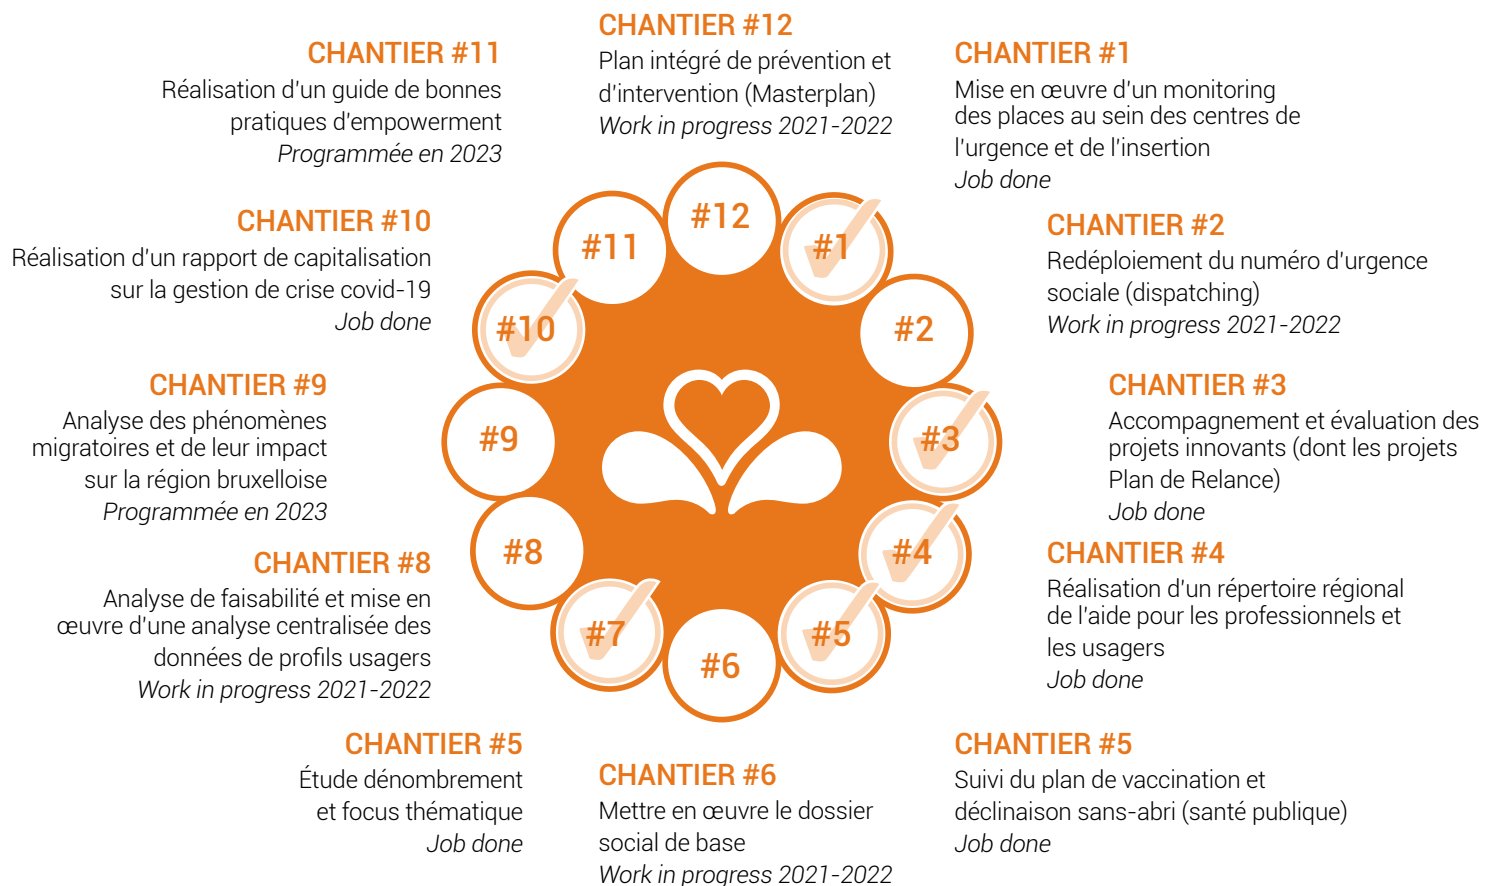 CHANTIER #12
Plan intégré de prévention et
d'intervention (Masterplan)
Work in progress 2021-2022
CHANTIER #1
Mise en œuvre d'un monitoring
des places au sein des centres de
l'urgence et de l'insertion
Job done
CHANTIER #2
Redéploiement du numéro d'urgence
sociale (dispatching)
Work in progress 2021-2022
CHANTIER #3
Accompagnement et évaluation des
projets innovants (dont les projets
Plan de Relance)
Job done
CHANTIER #4
Réalisation d'un répertoire régional
de l'aide pour les professionnels et
les usagers
Job done
CHANTIER #5
Suivi du plan de vaccination et
déclinaison sans-abri (santé publique)
Job done
CHANTIER #6
Mettre en œuvre le dossier
social de base
Work in progress 2021-2022
CHANTIER #5
Étude dénombrement
et focus thématique
Job done
CHANTIER #8
Analyse de faisabilité et mise en
œuvre d'une analyse centralisée des
données de profils usagers
Work in progress 2021-2022
CHANTIER #9
Analyse des phénomènes
migratoires et de leur impact
sur la région bruxelloise
Programmée en 2023
CHANTIER #10
Réalisation d'un rapport de capitalisation
sur la gestion de crise covid-19
Job done
CHANTIER #11
Réalisation d'un guide de bonnes
pratiques d'empowerment
Programmée en 2023
#12
#1
#2
#3
#4
#5
#6
#7
#8
#9
#10
#11